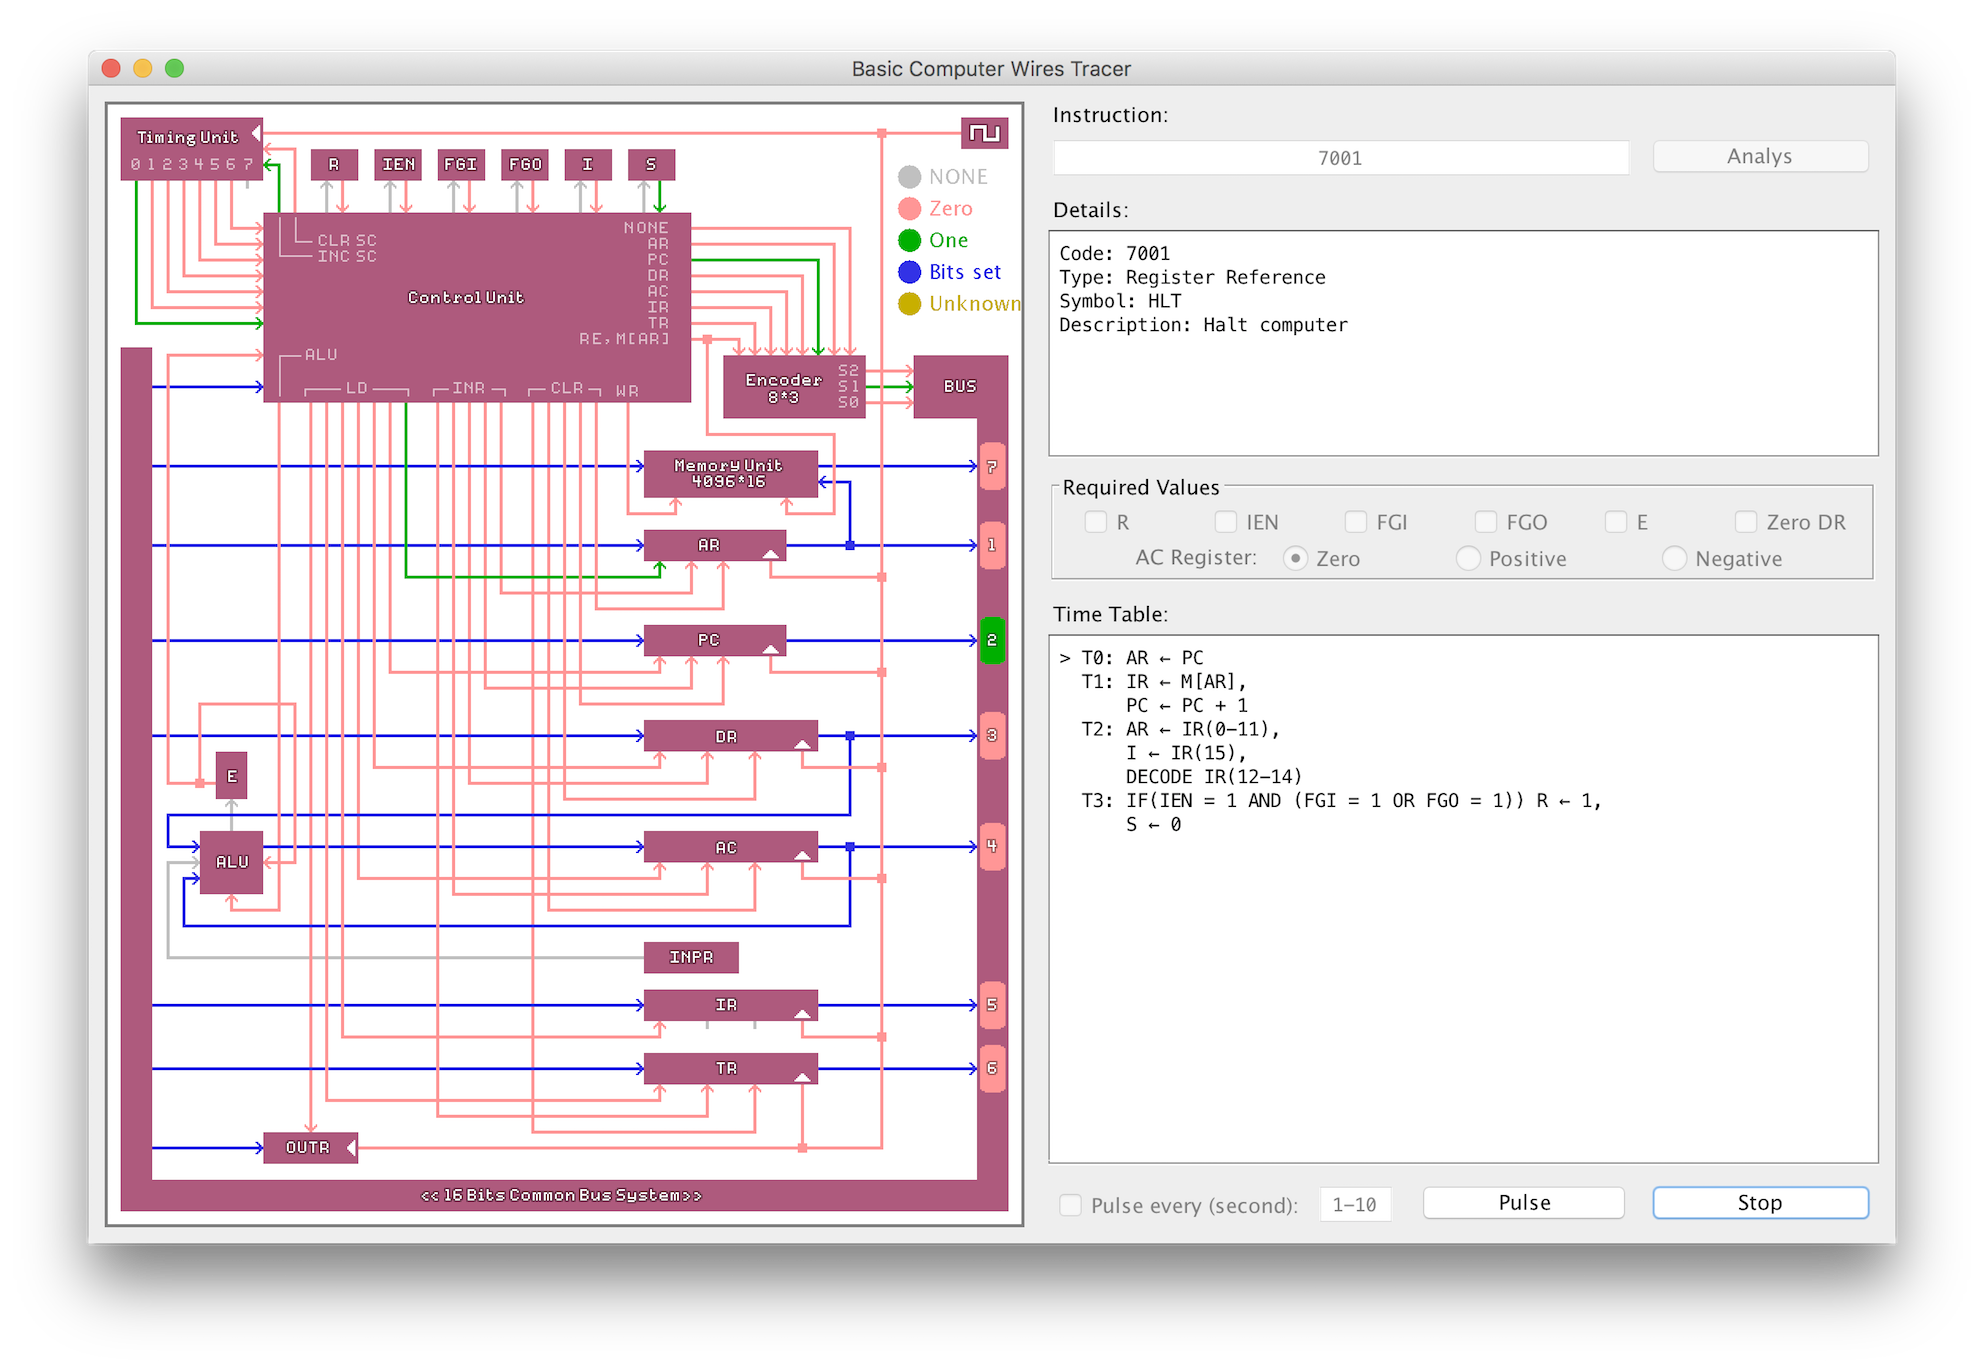 Basic Computer Wires Tracer
Timing Unit
0 1 2 3 4 5 6 7
R
IEN
FGI
FGO
I
S
NONE
Zero
One
Bits set
Unknown
CLR SC
INC SC
Control Unit
NONE
AR
PC
DR
AC
IR
TR
RE,M[AR]
ALU
LD
INR
CLR
WR
Encoder
8*3
S2
S1
S0
BUS
Memory Unit
4096*16
7
AR
1
PC
2
DR
3
E
ALU
AC
4
INPR
IR
5
TR
6
OUTR
<< 16 Bits Common Bus System>>
Instruction:
7001
Analys
Details:
Code: 7001
Type: Register Reference
Symbol: HLT
Description: Halt computer
Required Values
R
IEN
FGI
FGO
E
Zero DR
AC Register:
Zero
Positive
Negative
Time Table:
> T0: AR ← PC
T1: IR ← M[AR],
PC ← PC + 1
T2: AR ← IR(0-11),
I ← IR(15),
DECODE IR(12-14)
T3: IF(IEN = 1 AND (FGI = 1 OR FGO = 1)) R ← 1,
S ← 0
Pulse every (second):
1-10
Pulse
Stop